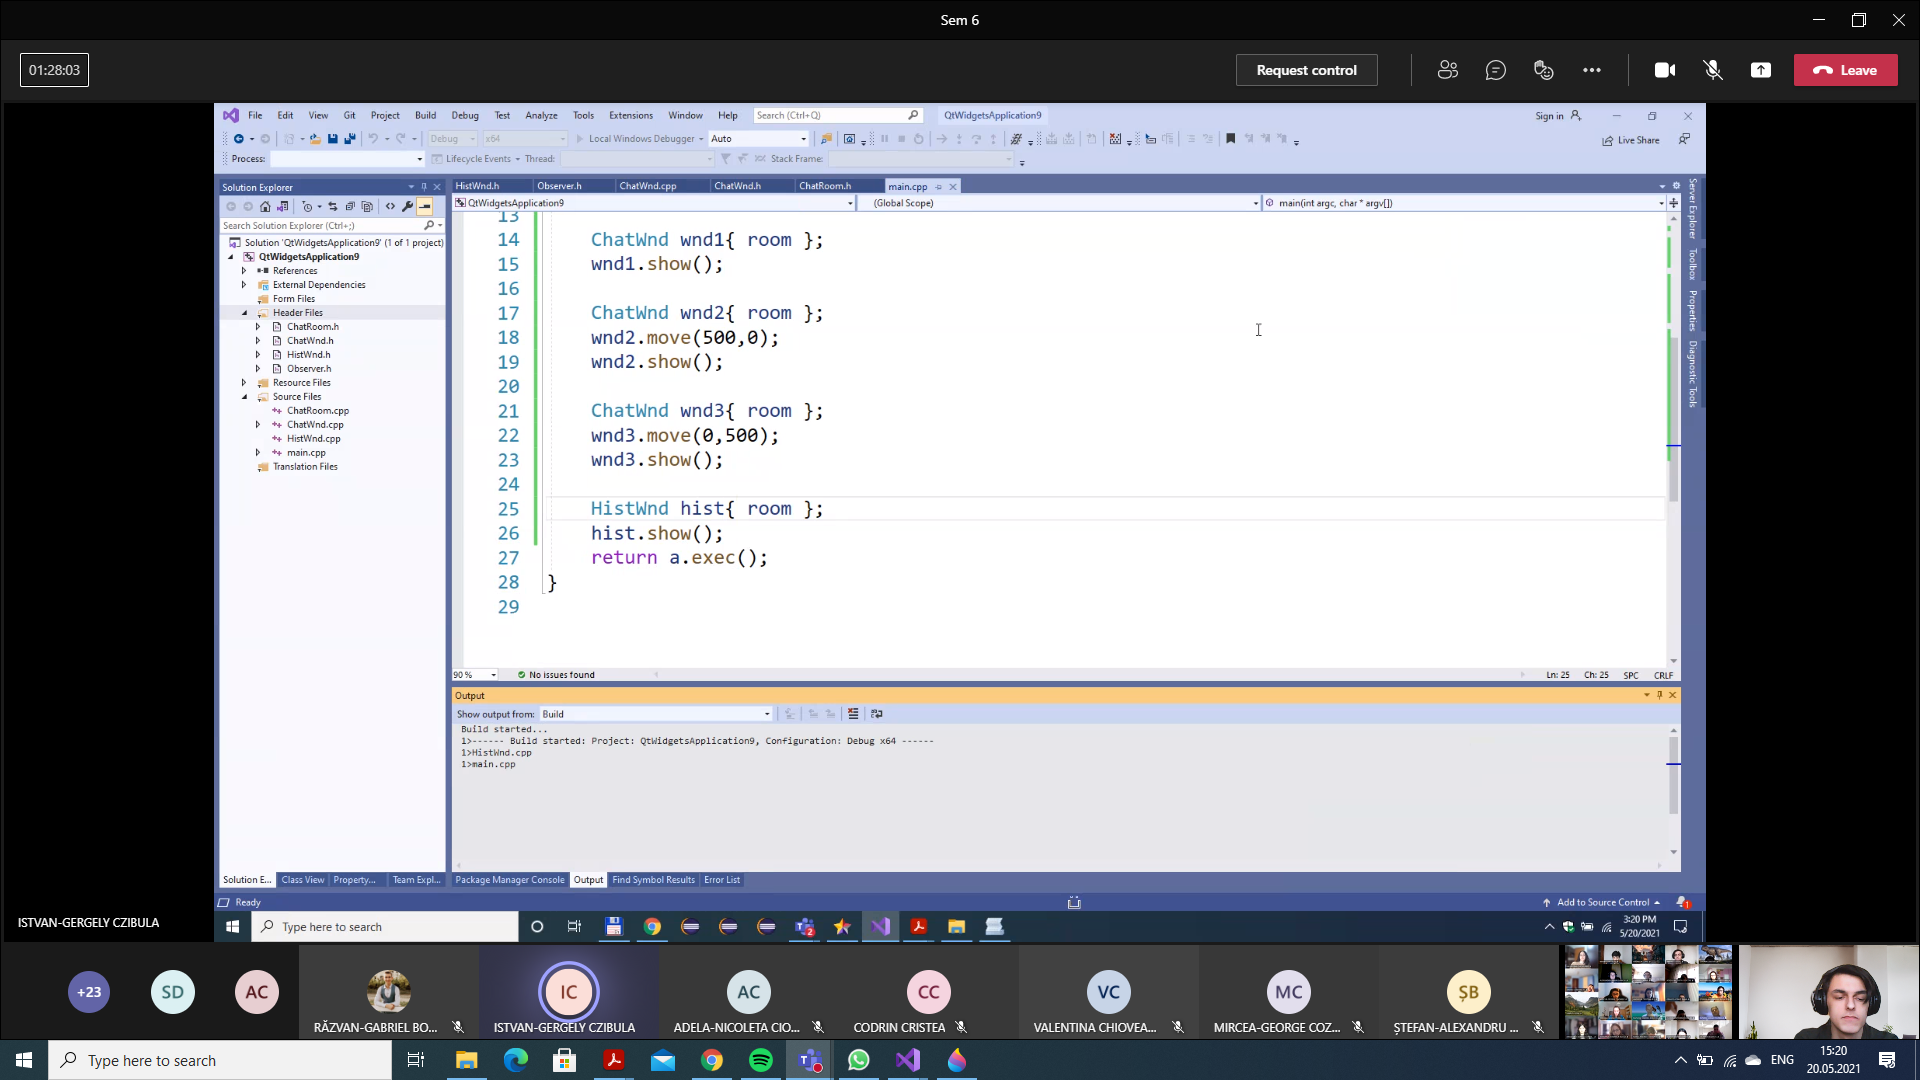 Sem 6
01:28:03
Request control
Leave
File Edit View Git Project Build Debug Test Analyze Tools Extensions Window Help Search (Ctrl+Q) QtWidgetsApplication9 Sign in
Debug x64 Local Windows Debugger Auto Live Share
Process: Lifecycle Events Thread: Stack Frame:
Solution Explorer
Search Solution Explorer (Ctrl+;)
Solution 'QtWidgetsApplication9' (1 of 1 project)
QtWidgetsApplication9
References
External Dependencies
Form Files
Header Files
ChatRoom.h
ChatWnd.h
HistWnd.h
Observer.h
Resource Files
Source Files
ChatRoom.cpp
ChatWnd.cpp
HistWnd.cpp
main.cpp
Translation Files
Solution E... Class View Property... Team Expl...
HistWnd.h Observer.h ChatWnd.cpp ChatWnd.h ChatRoom.h main.cpp
QtWidgetsApplication9 (Global Scope) main(int argc, char * argv[])
13
14 ChatWnd wnd1{ room };
15 wnd1.show();
16
17 ChatWnd wnd2{ room };
18 wnd2.move(500,0);
19 wnd2.show();
20
21 ChatWnd wnd3{ room };
22 wnd3.move(0,500);
23 wnd3.show();
24
25 HistWnd hist{ room };
26 hist.show();
27 return a.exec();
28 }
29
90 % No issues found Ln: 25 Ch: 25 SPC CRLF
Server Explorer
Toolbox
Properties
Diagnostic Tools
Output
Show output from: Build
Build started...
1>------ Build started: Project: QtWidgetsApplication9, Configuration: Debug x64 ------
1>HistWnd.cpp
1>main.cpp
Package Manager Console Output Find Symbol Results Error List
Ready Add to Source Control 1
ISTVAN-GERGELY CZIBULA
Type here to search 2 3:20 PM
5/20/2021
+23 SD AC IC AC CC VC MC ȘB
RĂZVAN-GABRIEL BO... ISTVAN-GERGELY CZIBULA ADELA-NICOLETA CIO... CODRIN CRISTEA VALENTINA CHIOVEA... MIRCEA-GEORGE COZ... ȘTEFAN-ALEXANDRU ...
Type here to search ENG 15:20
20.05.2021